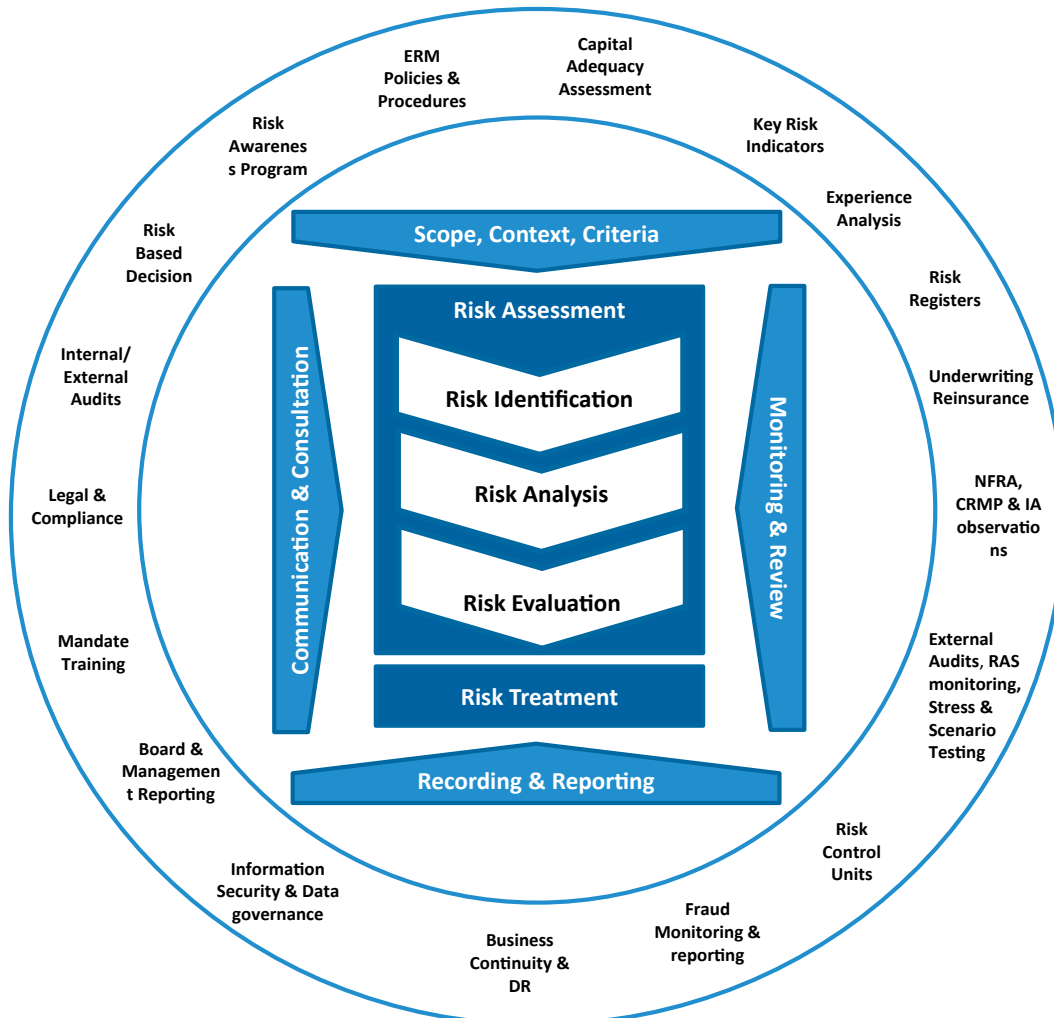 ERM
Policies &
Procedures
Capital
Adequacy
Assessment
Key Risk
Indicators
Experience
Analysis
Risk
Registers
Underwriting
Reinsurance
NFRA,
CRMP & IA
observatio
ns
External
Audits, RAS
monitoring,
Stress &
Scenario
Testing
Risk
Control
Units
Fraud
Monitoring &
reporting
Business
Continuity &
DR
Information
Security & Data
governance
Board &
Managemen
t Reporting
Mandate
Training
Legal &
Compliance
Internal/
External
Audits
Risk
Based
Decision
Risk
Awarenes
s Program
Scope, Context, Criteria
Communication & Consultation
Risk Assessment
Risk Identification
Risk Analysis
Risk Evaluation
Risk Treatment
Monitoring & Review
Recording & Reporting